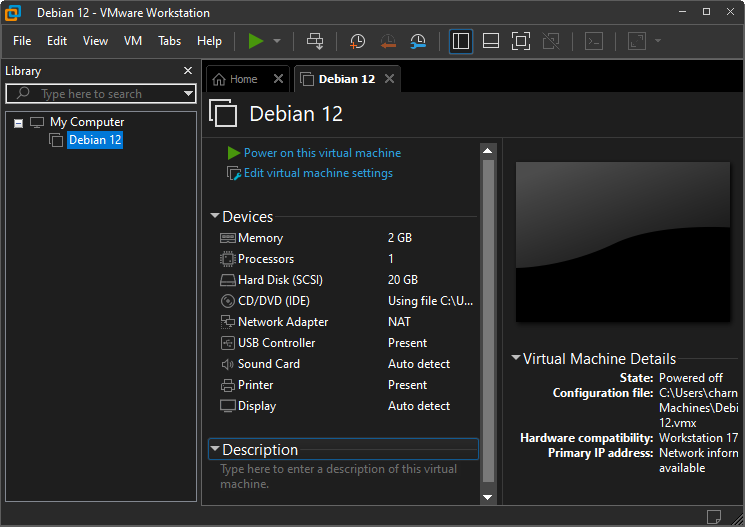 Debian 12 - VMware Workstation
File Edit View VM Tabs Help
Library
Type here to search
My Computer
Debian 12
Home
Debian 12
Debian 12
Power on this virtual machine
Edit virtual machine settings
Devices
Memory 2 GB
Processors 1
Hard Disk (SCSI) 20 GB
CD/DVD (IDE) Using file C:\U...
Network Adapter NAT
USB Controller Present
Sound Card Auto detect
Printer Present
Display Auto detect
Description
Type here to enter a description of this virtual
machine.
Virtual Machine Details
State: Powered off
Configuration file: C:\Users\charn
Machines\Debi
12.vmx
Hardware compatibility: Workstation 17
Primary IP address: Network inforn
available